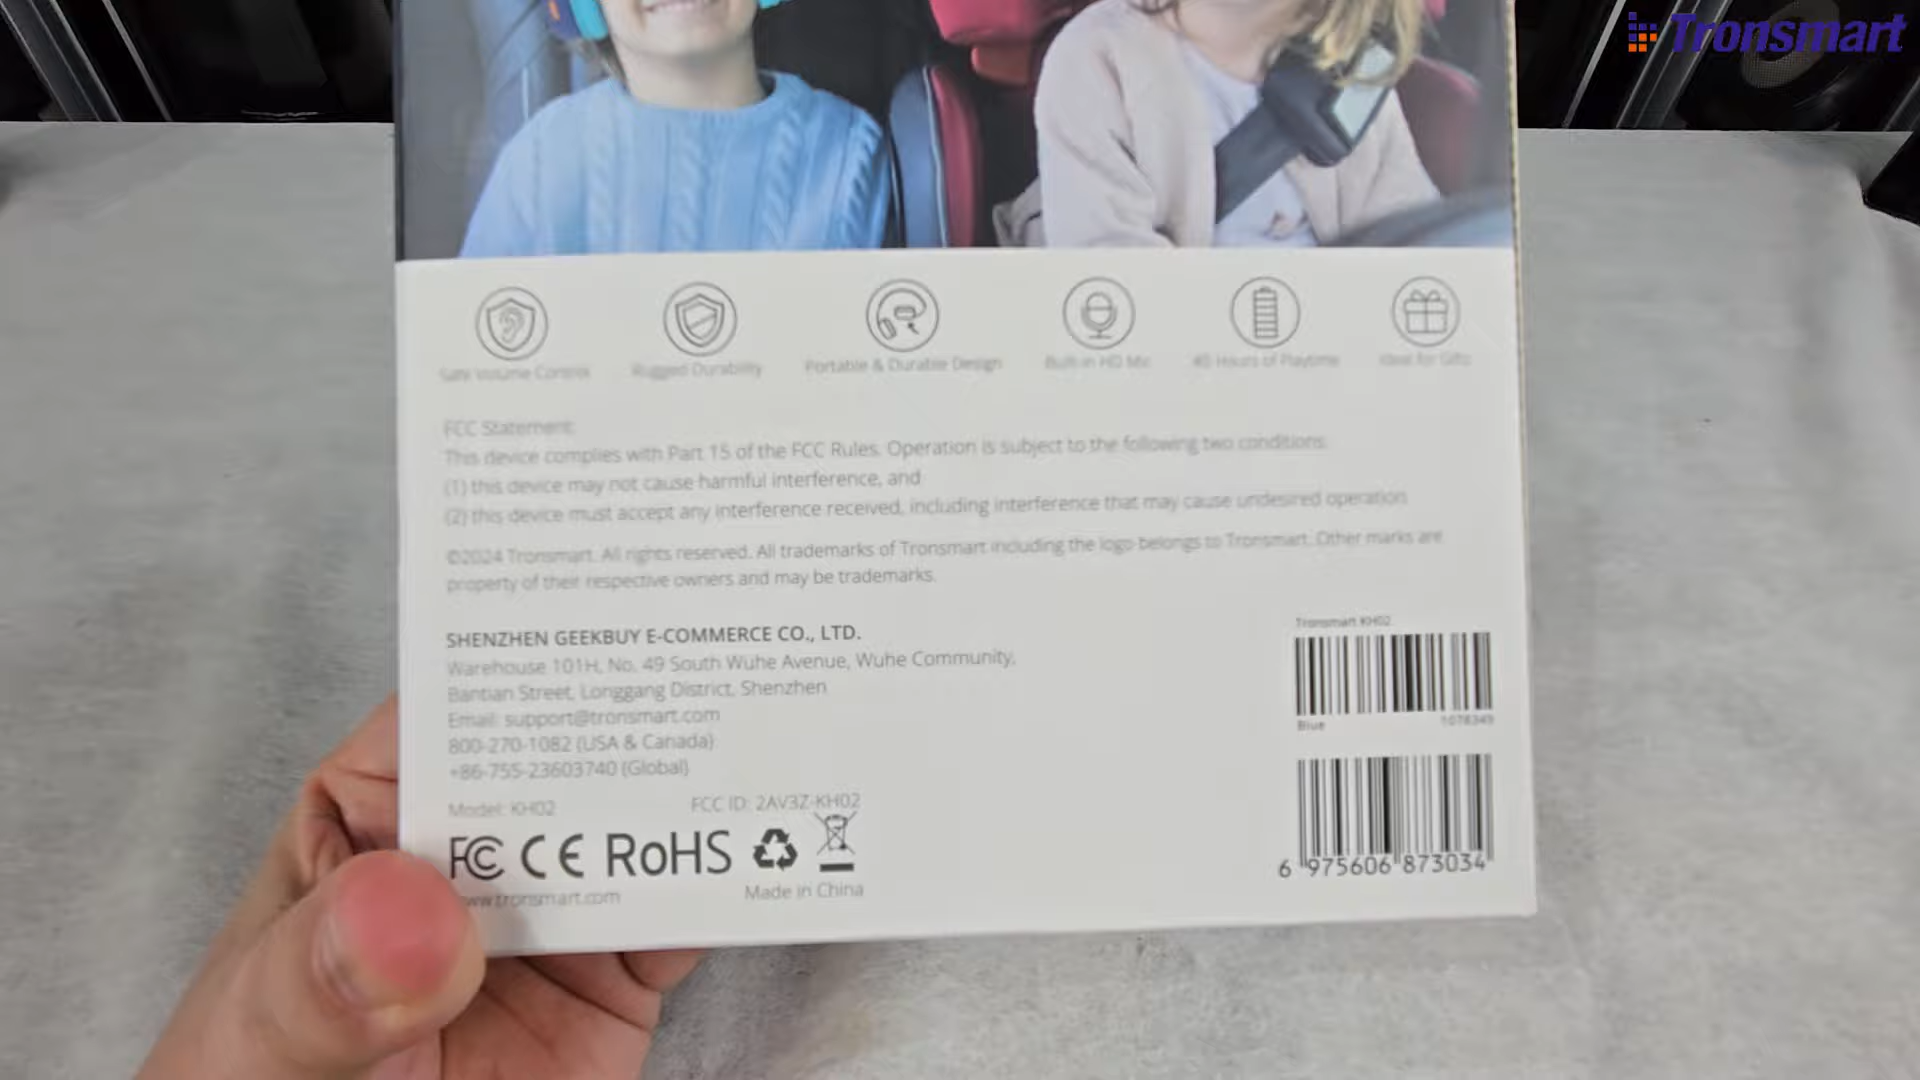 Tronsmart
Safe Volume Control
Rugged Durability
Portable & Durable Design
Built-in HD Mic
45 Hours of Playtime
Ideal for Gifts
FCC Statement:
This device complies with Part 15 of the FCC Rules. Operation is subject to the following two conditions:
(1) this device may not cause harmful interference, and
(2) this device must accept any interference received, including interference that may cause undesired operation.
©2024 Tronsmart. All rights reserved. All trademarks of Tronsmart including the logo belongs to Tronsmart. Other marks are
property of their respective owners and may be trademarks.
SHENZHEN GEEKBUY E-COMMERCE CO., LTD.
Warehouse 101H, No. 49 South Wuhe Avenue, Wuhe Community,
Bantian Street, Longgang District, Shenzhen
Email: support@tronsmart.com
800-270-1082 (USA & Canada)
+86-755-23603740 (Global)
Model: KH02 FCC ID: 2AV3Z-KH02
FC CE RoHS
www.tronsmart.com Made in China
Tronsmart KH02
Blue 1078349
6 975606 873034